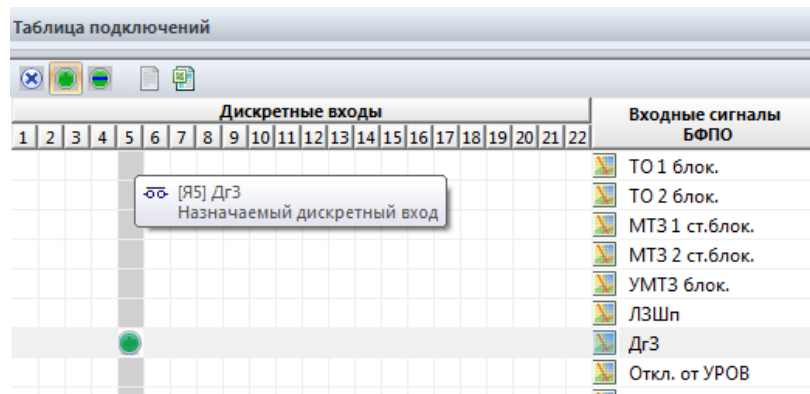 Таблица подключений
Дискретные входы
Входные сигналы
БФПО
1 2 3 4 5 6 7 8 9 10 11 12 13 14 15 16 17 18 19 20 21 22
ТО 1 блок.
[Я5] ДгЗ
Назначаемый дискретный вход
ТО 2 блок.
МТЗ 1 ст.блок.
МТЗ 2 ст.блок.
УМТЗ блок.
ЛЗШп
ДгЗ
Откл. от УРОВ